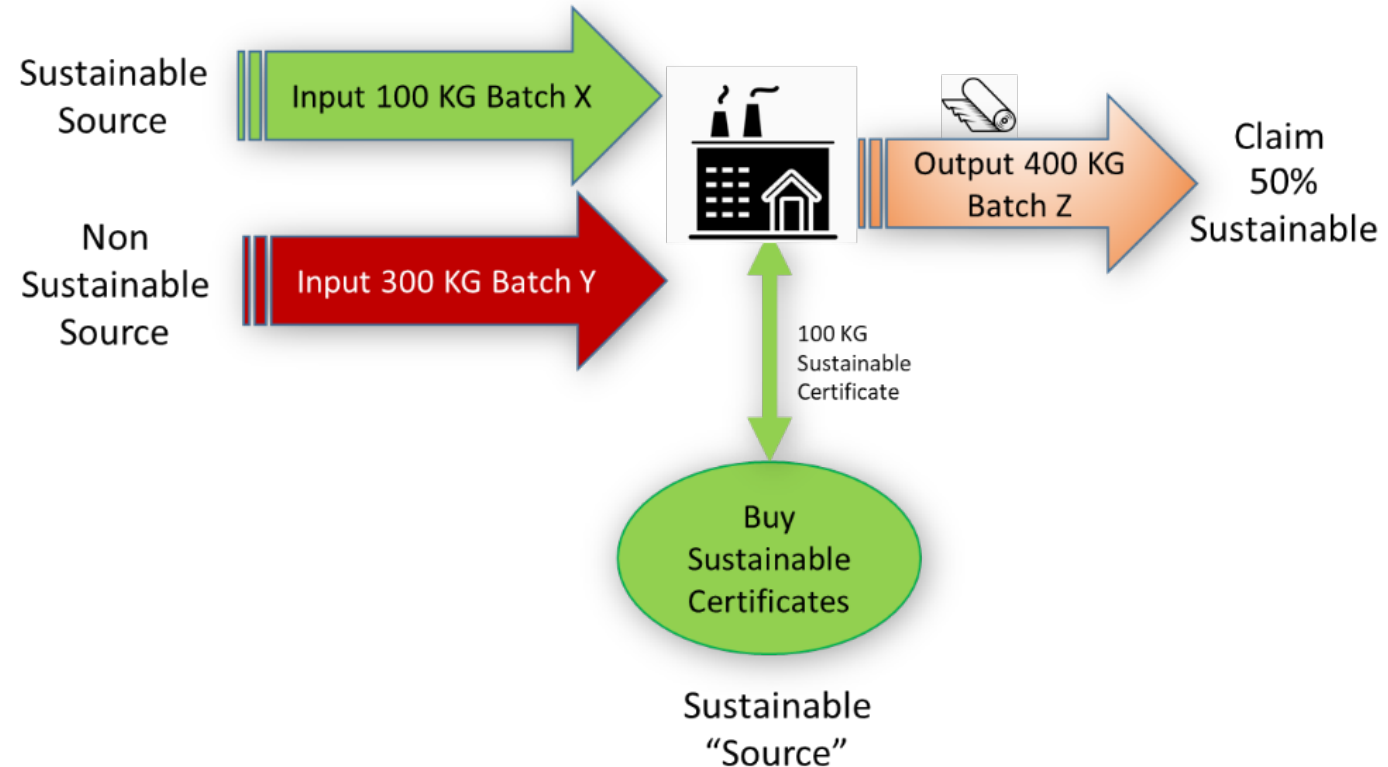 Sustainable
Source
Input 100 KG Batch X
Non
Sustainable
Source
Input 300 KG Batch Y
Output 400 KG
Batch Z
Claim
50%
Sustainable
100 KG
Sustainable
Certificate
Buy
Sustainable
Certificates
Sustainable
“Source”